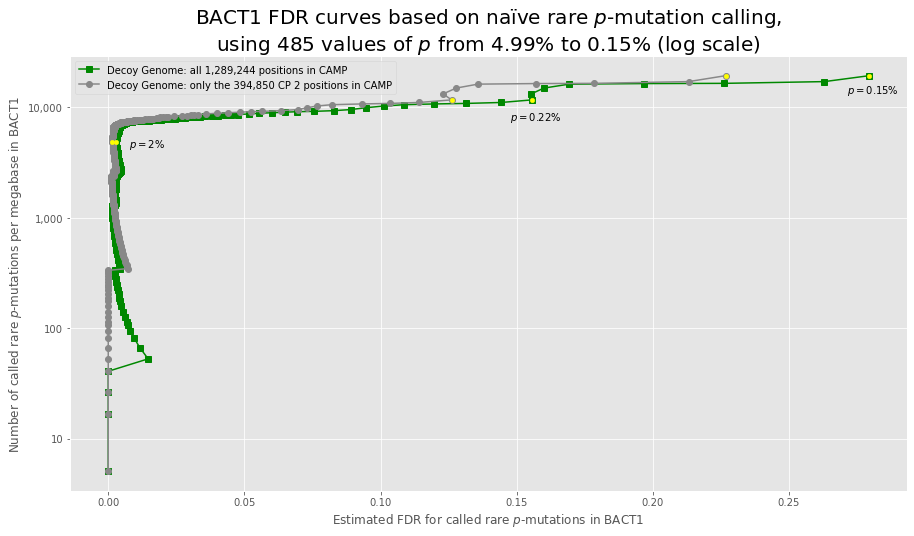 BACT1 FDR curves based on naïve rare p-mutation calling,
using 485 values of p from 4.99% to 0.15% (log scale)
Decoy Genome: all 1,289,244 positions in CAMP
Decoy Genome: only the 394,850 CP 2 positions in CAMP
Number of called rare p-mutations per megabase in BACT1
10,000
1,000
100
10
p = 0.15%
p = 0.22%
p = 2%
0.00 0.05 0.10 0.15 0.20 0.25
Estimated FDR for called rare p-mutations in BACT1